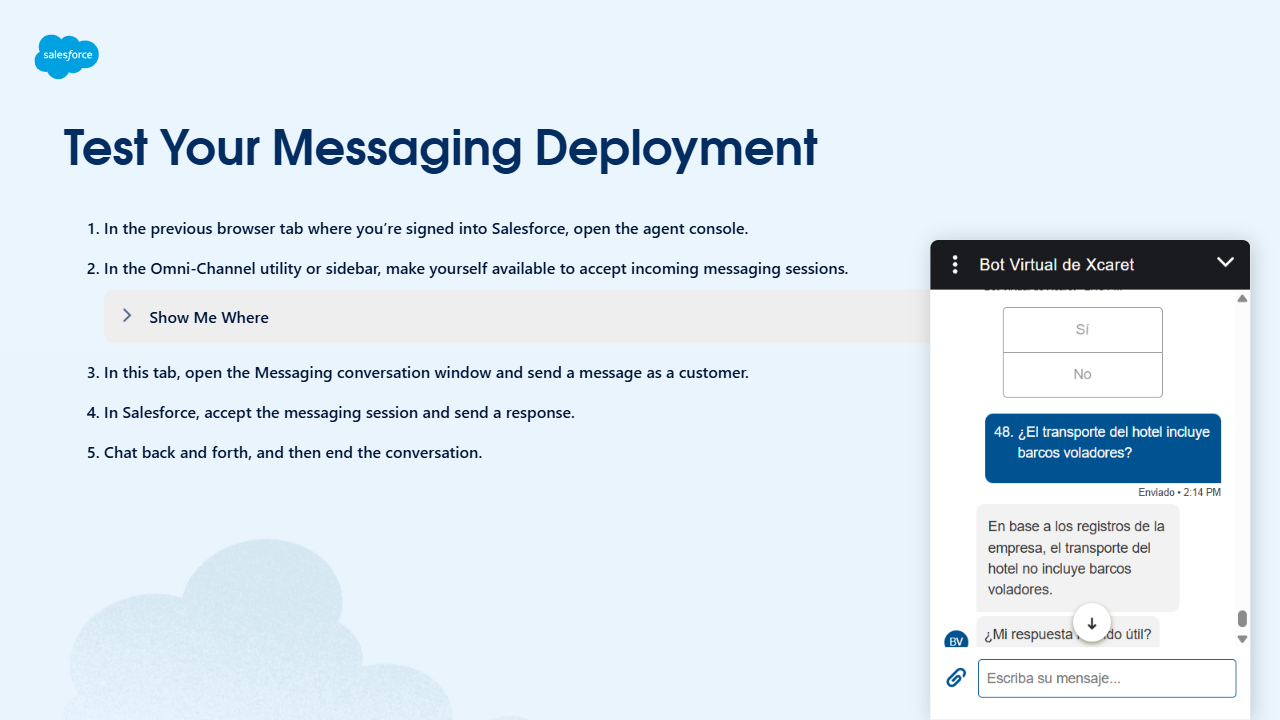 salesforce
Test Your Messaging Deployment
1. In the previous browser tab where you’re signed into Salesforce, open the agent console.
2. In the Omni-Channel utility or sidebar, make yourself available to accept incoming messaging sessions.
Show Me Where
3. In this tab, open the Messaging conversation window and send a message as a customer.
4. In Salesforce, accept the messaging session and send a response.
5. Chat back and forth, and then end the conversation.
Bot Virtual de Xcaret
Sí
No
48. ¿El transporte del hotel incluye
barcos voladores?
Enviado • 2:14 PM
En base a los registros de la
empresa, el transporte del
hotel no incluye barcos
voladores.
BV
¿Mi respuesta útil?
Escriba su mensaje...